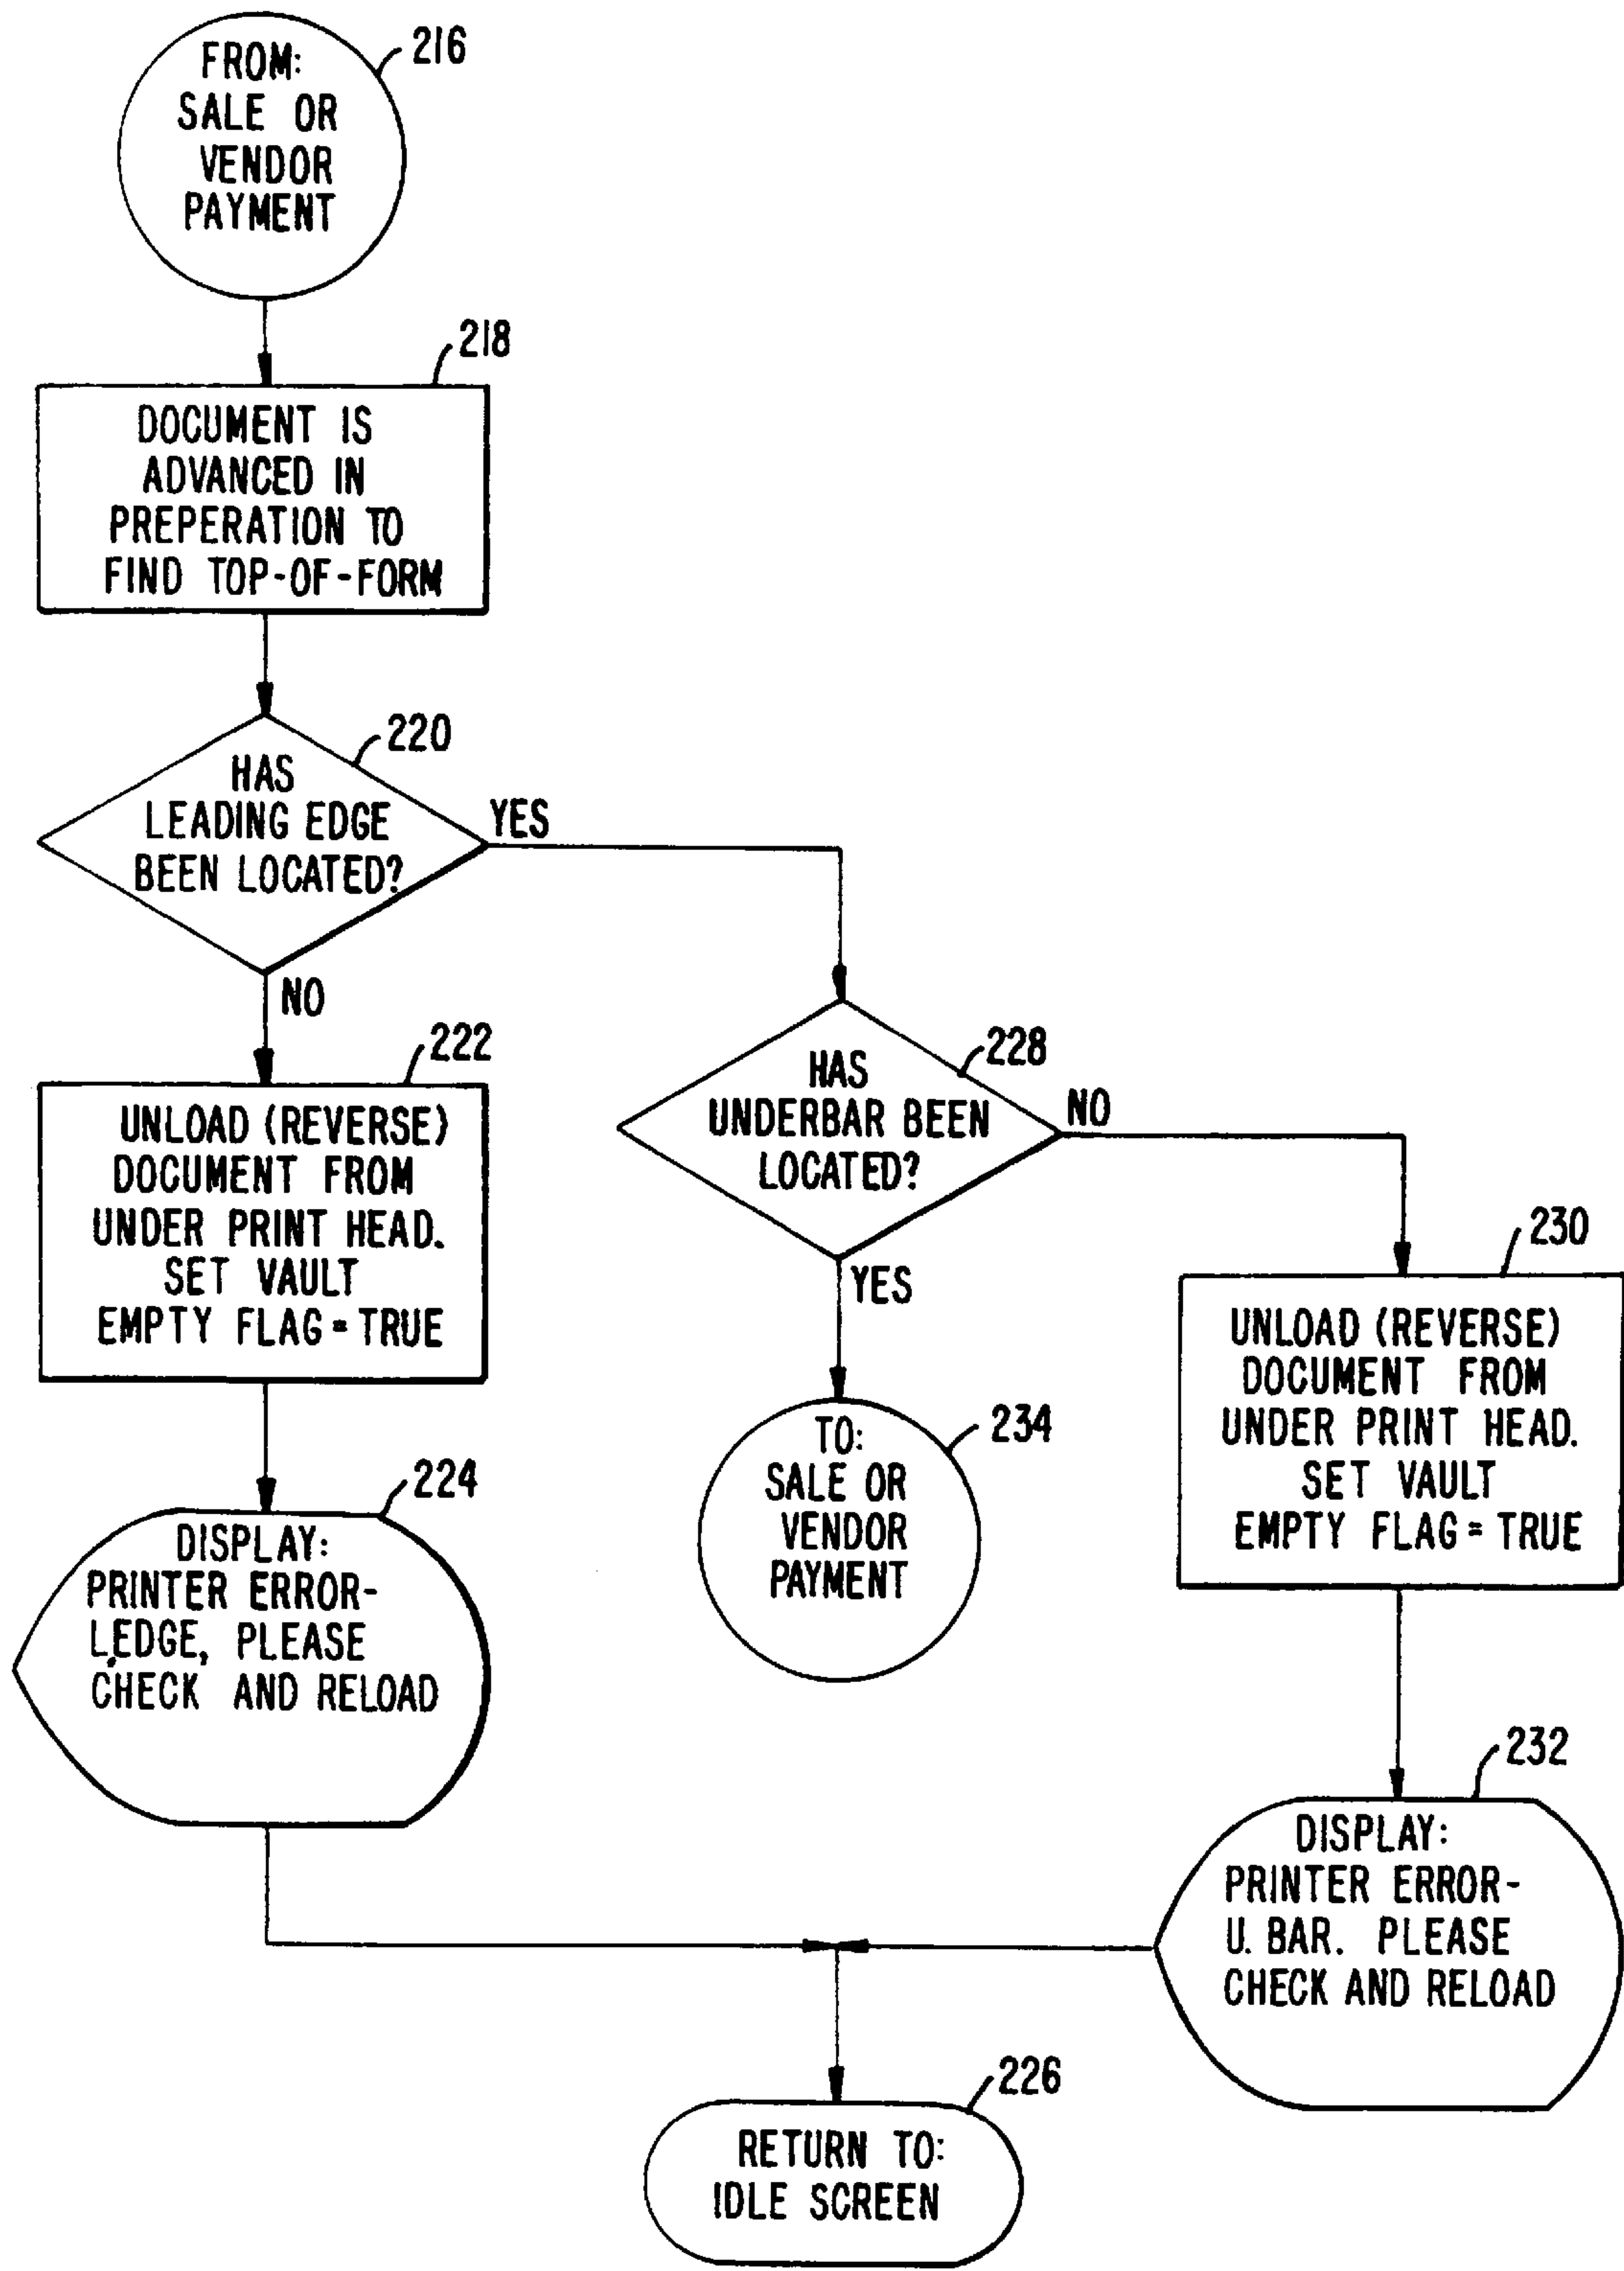 FROM:
SALE OR
VENDOR
PAYMENT
216
218
DOCUMENT IS
ADVANCED IN
PREPERATION TO
FIND TOP-OF-FORM
220
HAS
LEADING EDGE
BEEN LOCATED?
YES
NO
222
UNLOAD (REVERSE)
DOCUMENT FROM
UNDER PRINT HEAD.
SET VAULT
EMPTY FLAG = TRUE
224
DISPLAY:
PRINTER ERROR-
L.EDGE, PLEASE
CHECK AND RELOAD
228
HAS
UNDERBAR BEEN
LOCATED?
NO
YES
234
TO:
SALE OR
VENDOR
PAYMENT
230
UNLOAD (REVERSE)
DOCUMENT FROM
UNDER PRINT HEAD.
SET VAULT
EMPTY FLAG = TRUE
232
DISPLAY:
PRINTER ERROR-
U. BAR. PLEASE
CHECK AND RELOAD
226
RETURN TO:
IDLE SCREEN